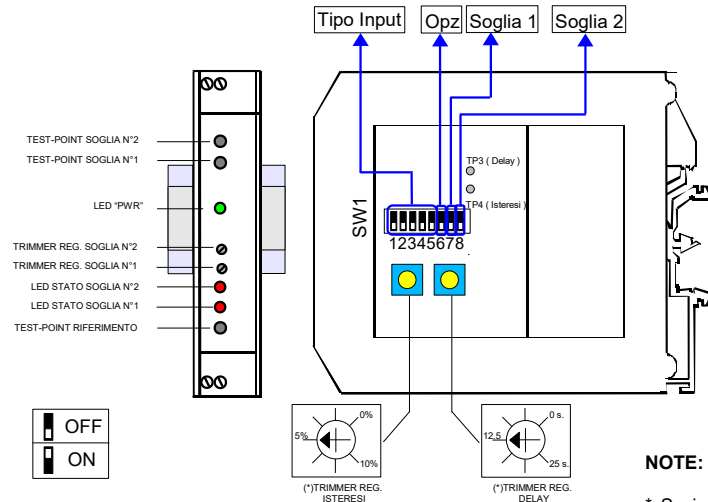 Tipo Input
Opz
Soglia 1
Soglia 2
TEST-POINT SOGLIA N°2
TEST-POINT SOGLIA N°1
LED “PWR”
TRIMMER REG. SOGLIA N°2
TRIMMER REG. SOGLIA N°1
LED STATO SOGLIA N°2
LED STATO SOGLIA N°1
TEST-POINT RIFERIMENTO
TP3 ( Delay )
TP4 ( Isteresi )
SW1
12345678
OFF
ON
0%
5%
10%
(*)TRIMMER REG.
ISTERESI
0 s.
12,5
25 s.
(*)TRIMMER REG.
DELAY
NOTE: